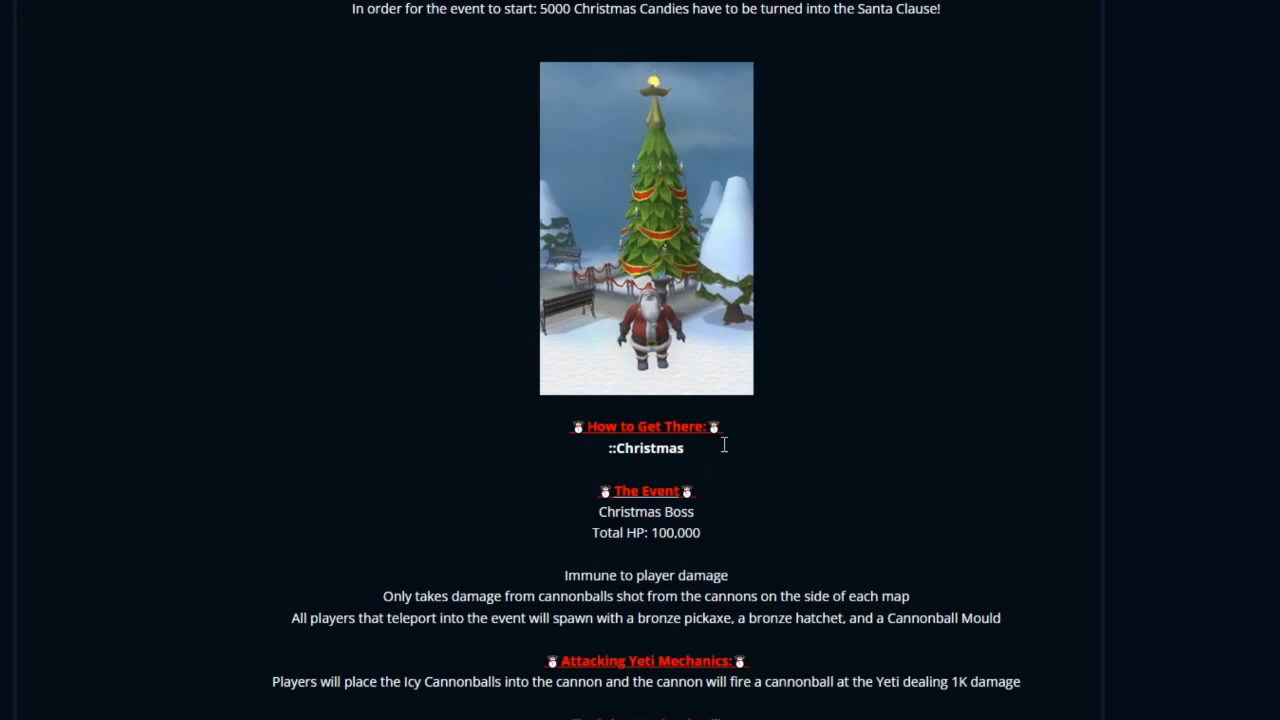 In order for the event to start: 5000 Christmas Candies have to be turned into the Santa Clause!
How to Get There:
::Christmas
The Event
Christmas Boss
Total HP: 100,000
Immune to player damage
Only takes damage from cannonballs shot from the cannons on the side of each map
All players that teleport into the event will spawn with a bronze pickaxe, a bronze hatchet, and a Cannonball Mould
Attacking Yeti Mechanics:
Players will place the Icy Cannonballs into the cannon and the cannon will fire a cannonball at the Yeti dealing 1K damage